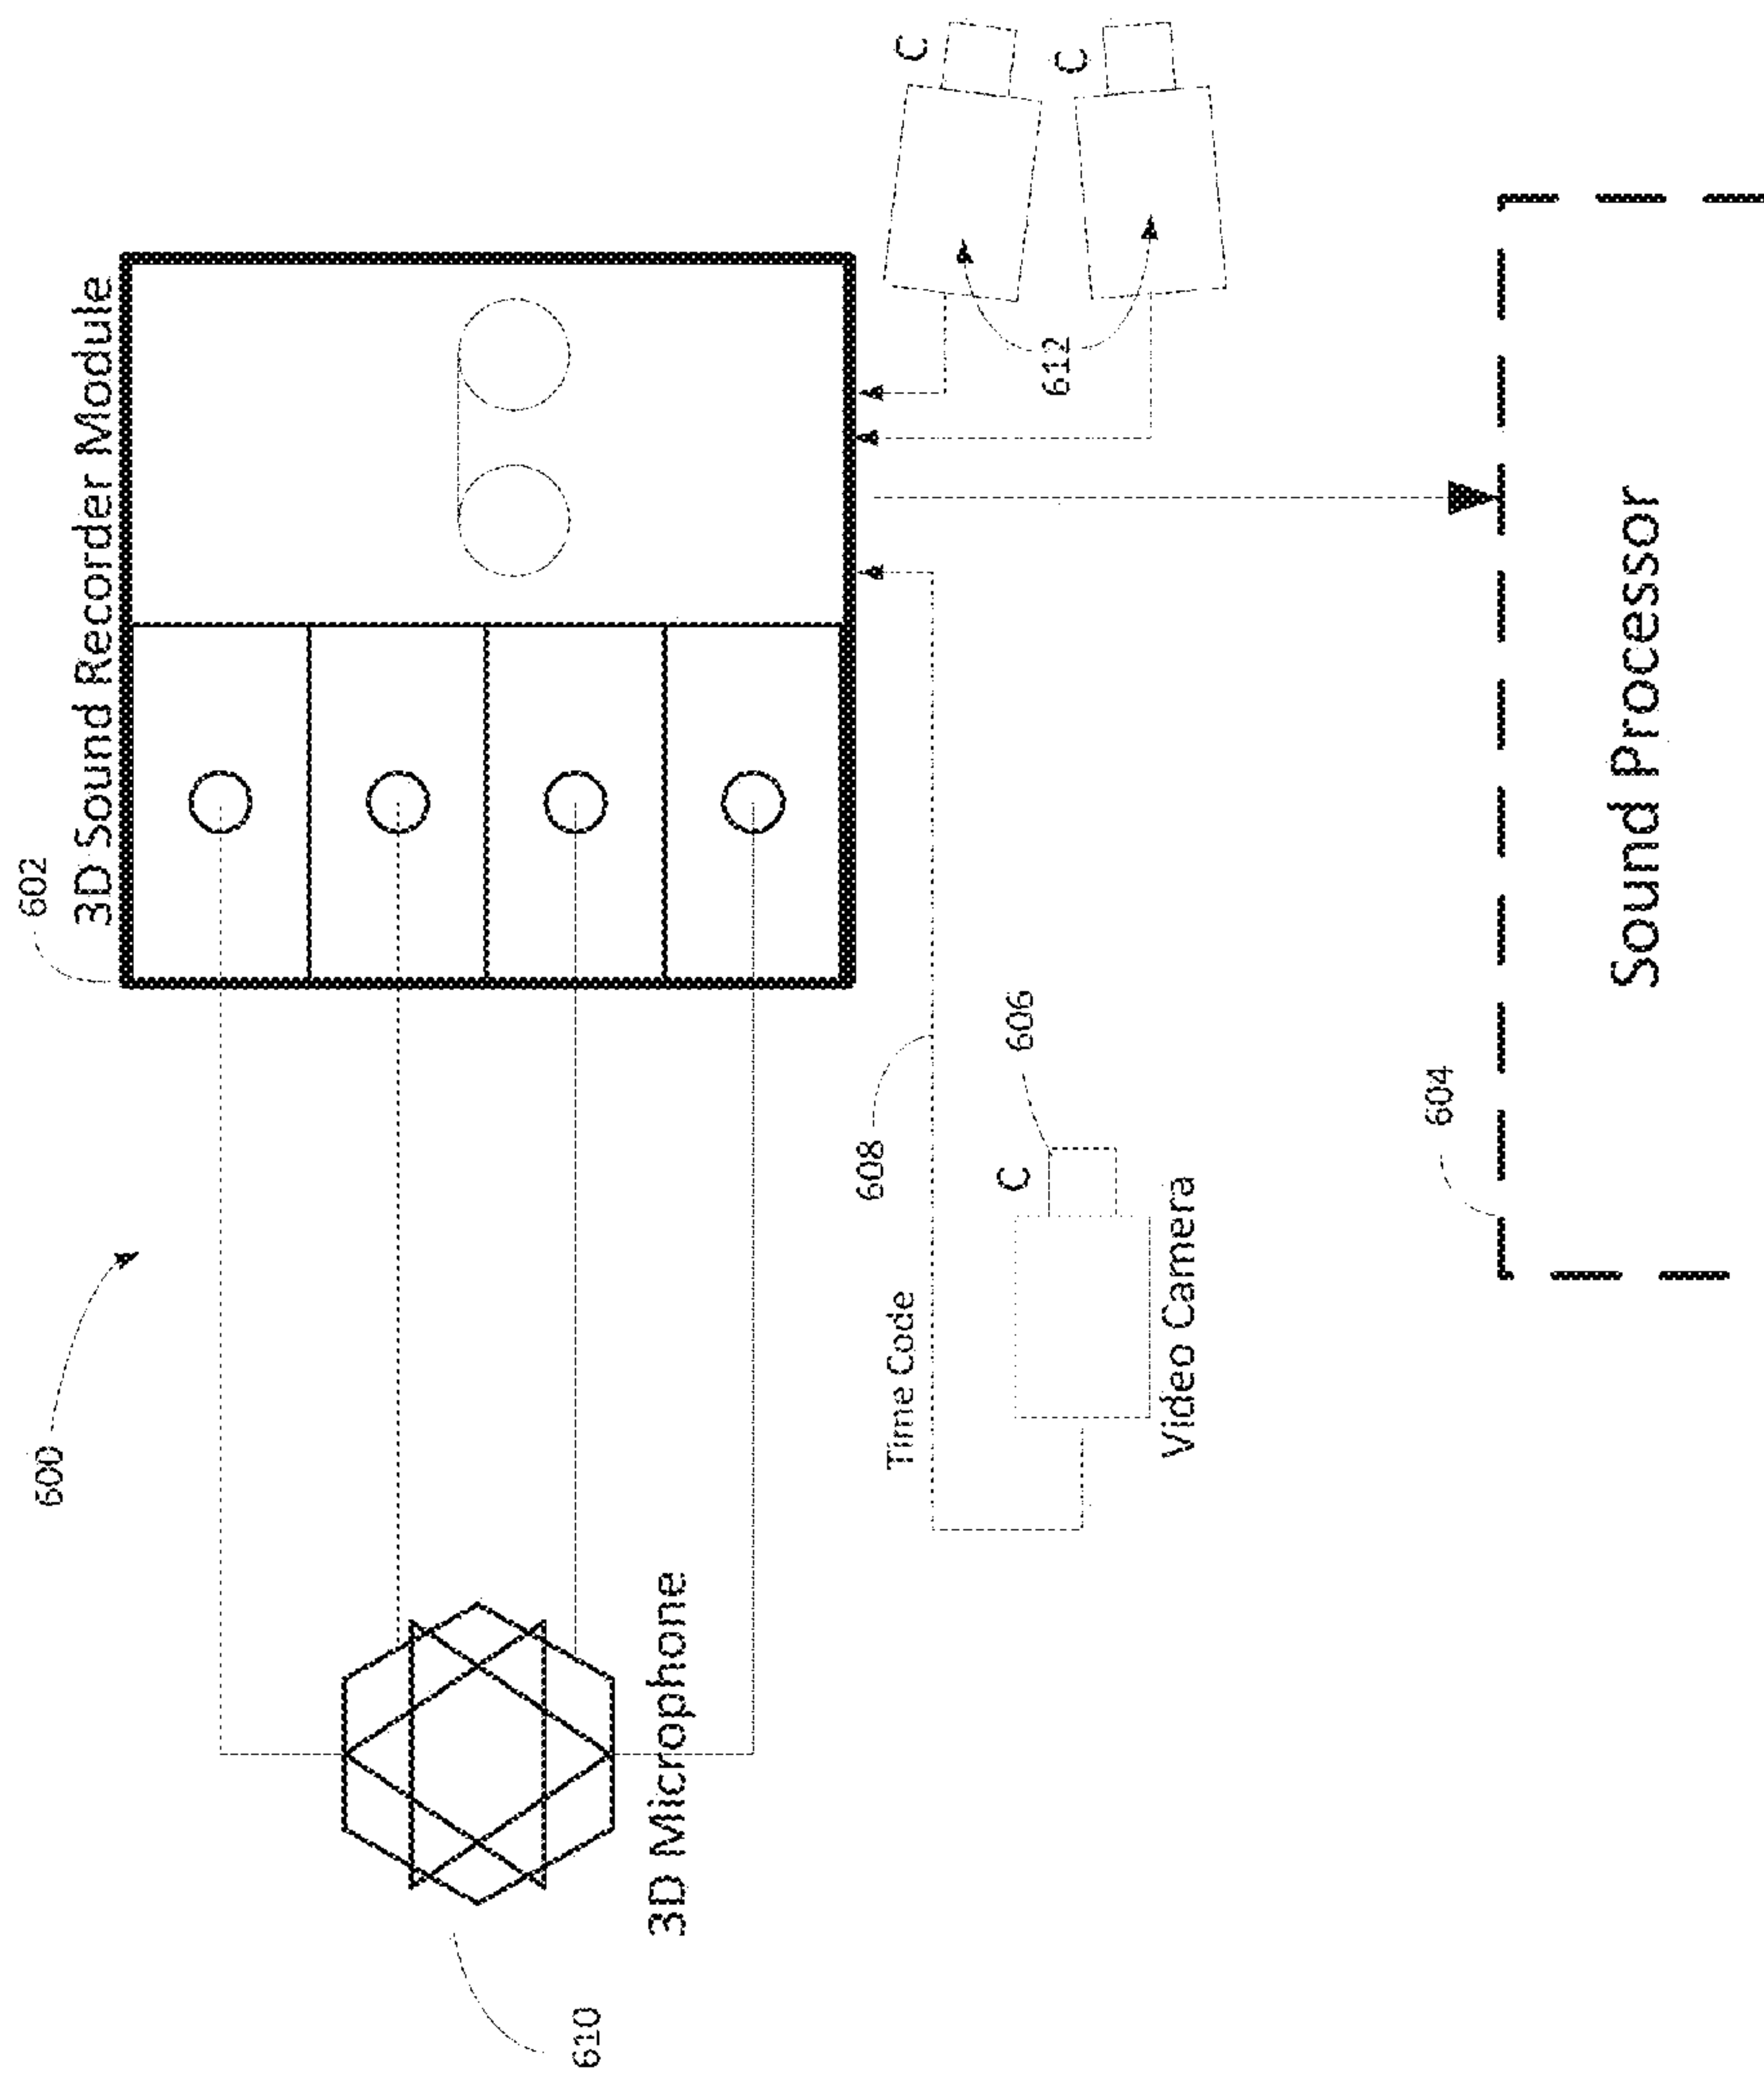 600
602
3D Sound Recorder Module
610
3D Microphone
608
Time Code
C
606
Video Camera
C
C
612
604
Sound Processor